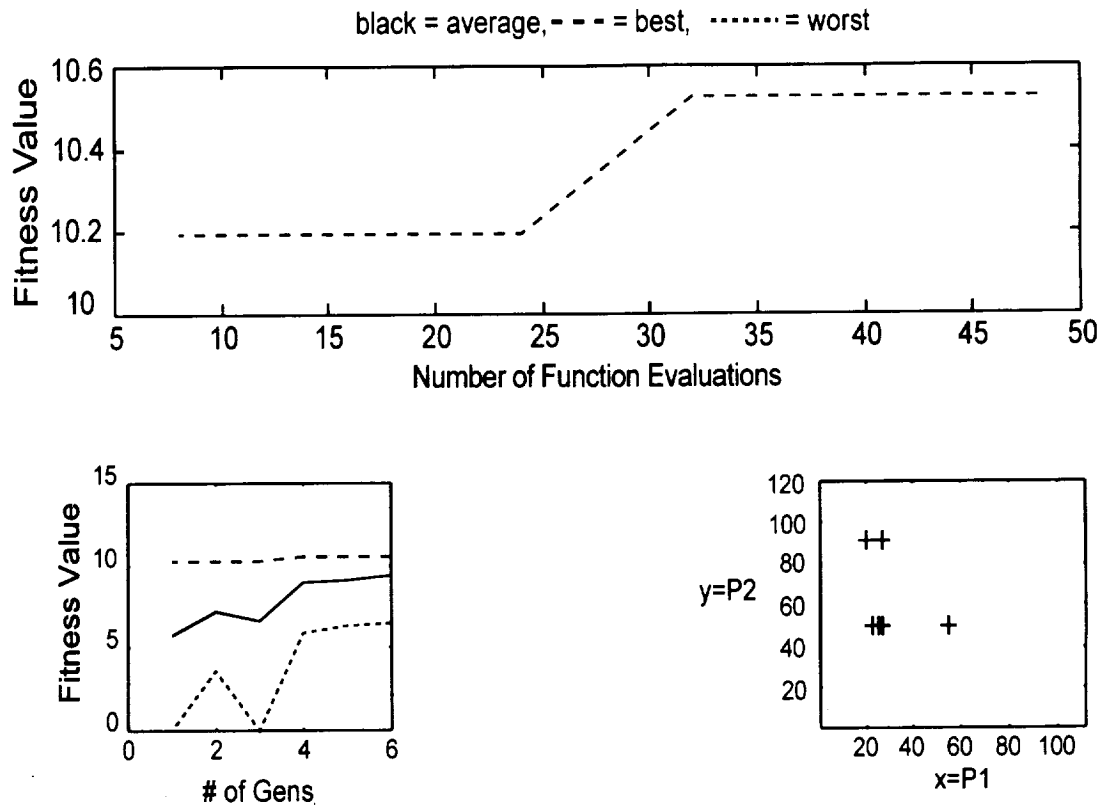 black = average, - - - = best, ······· = worst
Fitness Value
10.6
10.4
10.2
10
5 10 15 20 25 30 35 40 45 50
Number of Function Evaluations
Fitness Value
15
10
5
0
0 2 4 6
# of Gens
y=P2
120
100
80
60
40
20
20 40 60 80 100
x=P1